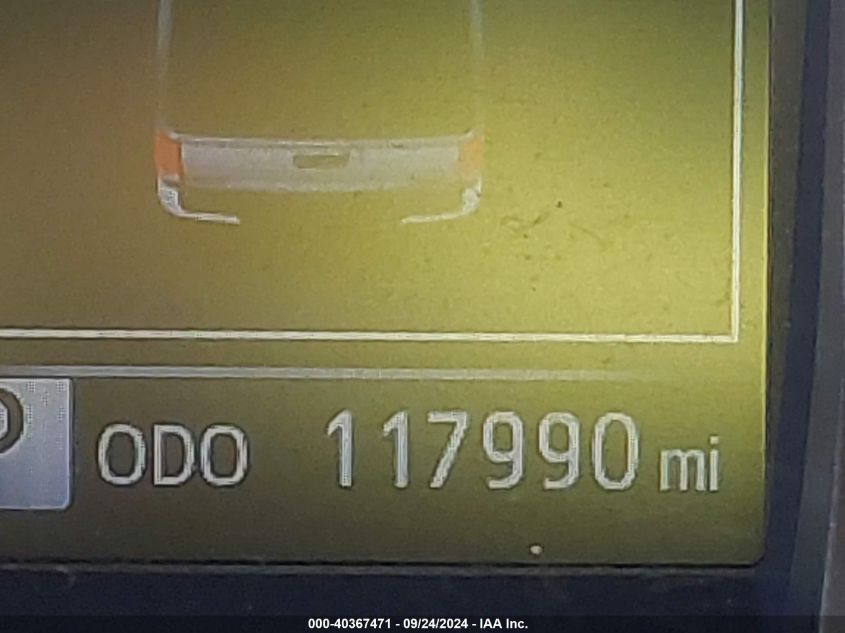 ODO 117990 mi
000-40367471 - 09/24/2024 - IAA Inc.